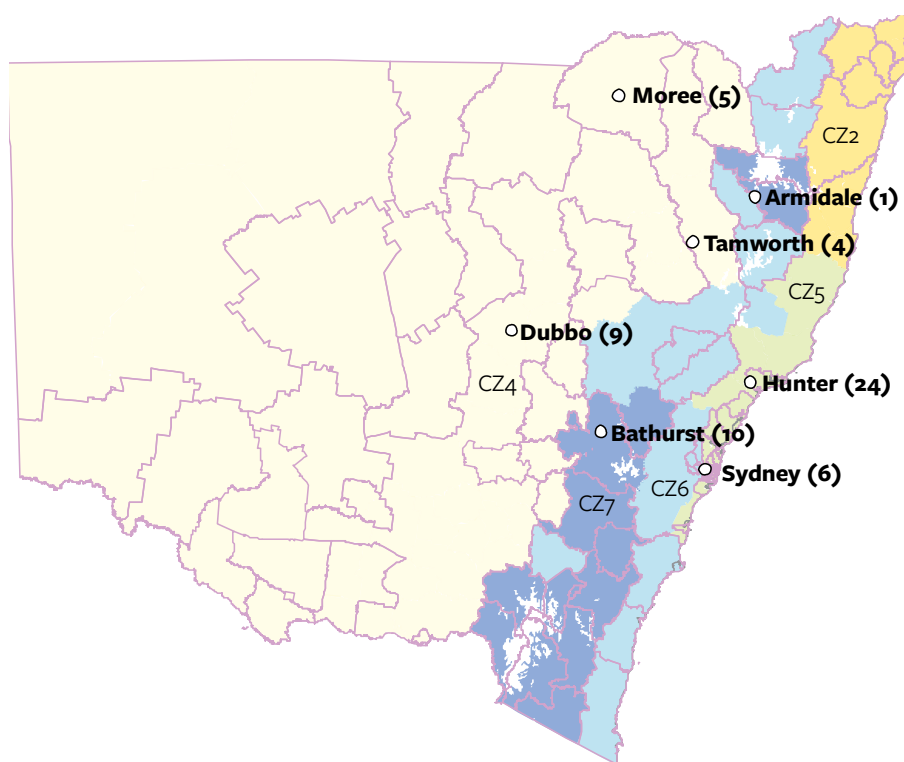 Moree (5)
CZ2
Armidale (1)
Tamworth (4)
CZ5
Dubbo (9)
CZ4
Hunter (24)
Bathurst (10)
Sydney (6)
CZ6
CZ7